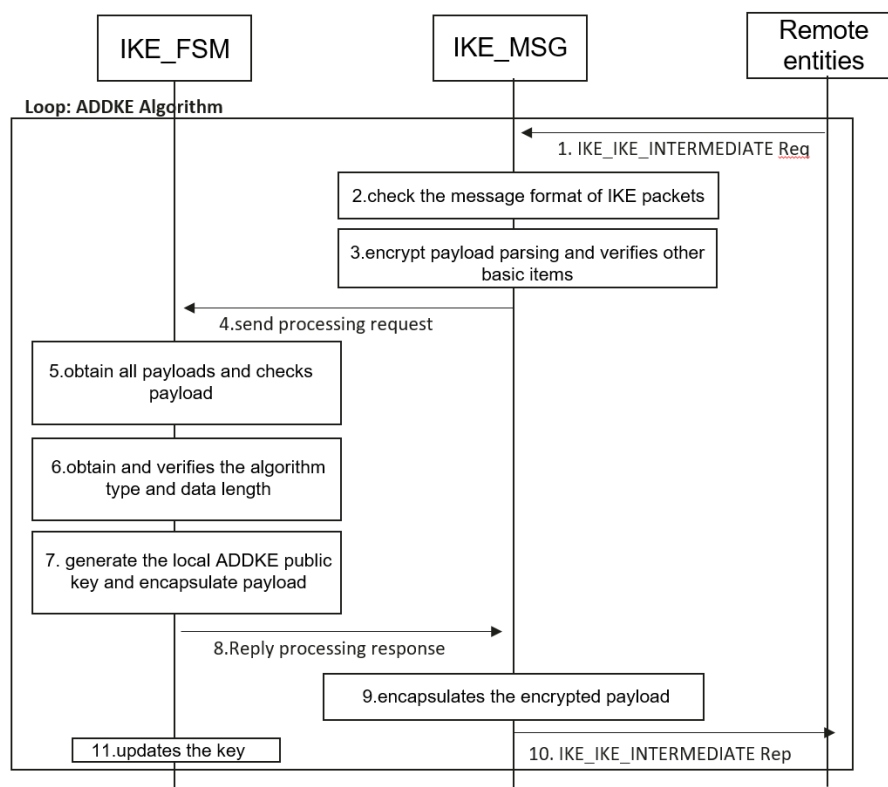 IKE_FSM
IKE_MSG
Remote
entities
Loop: ADDKE Algorithm
1. IKE_IKE_INTERMEDIATE Req
2.check the message format of IKE packets
3.encrypt payload parsing and verifies other
basic items
4.send processing request
5.obtain all payloads and checks
payload
6.obtain and verifies the algorithm
type and data length
7. generate the local ADDKE public
key and encapsulate payload
8.Reply processing response
9.encapsulates the encrypted payload
10. IKE_IKE_INTERMEDIATE Rep
11.updates the key